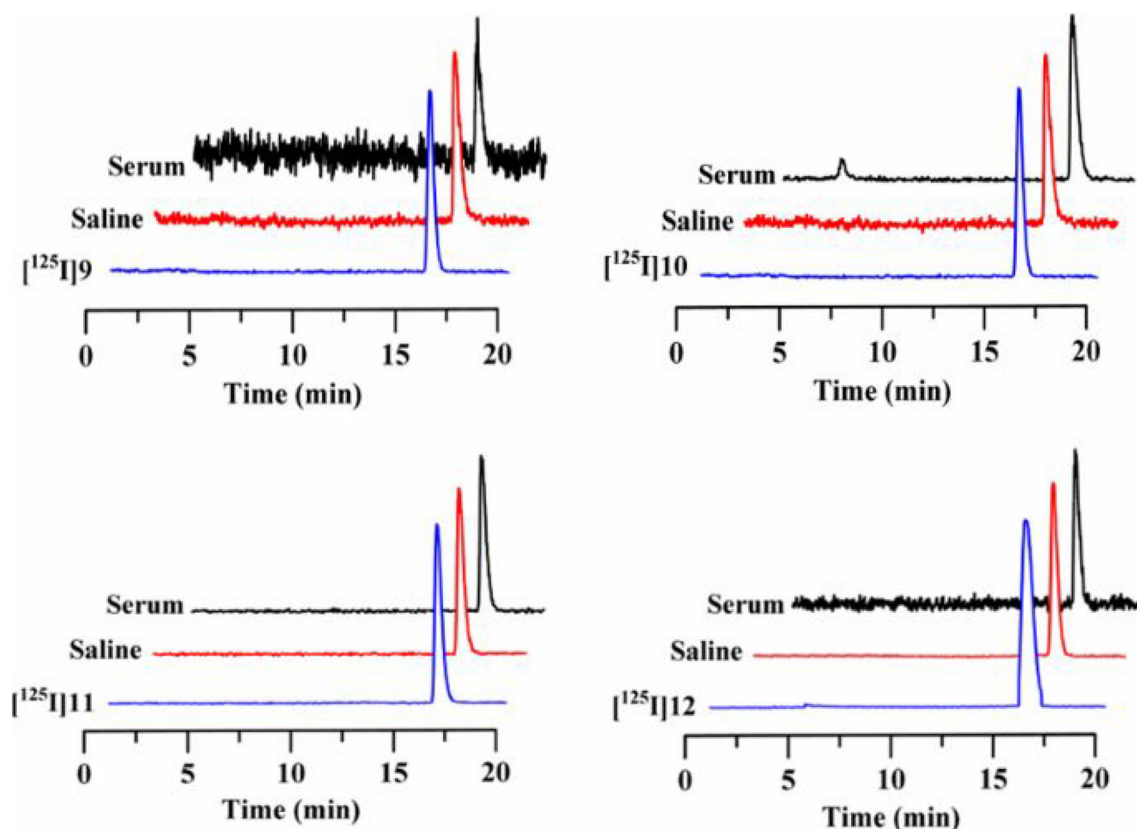 Serum
Saline
[¹²⁵I]9
0 5 10 15 20
Time (min)
Serum
Saline
[¹²⁵I]10
0 5 10 15 20
Time (min)
Serum
Saline
[¹²⁵I]11
0 5 10 15 20
Time (min)
Serum
Saline
[¹²⁵I]12
0 5 10 15 20
Time (min)